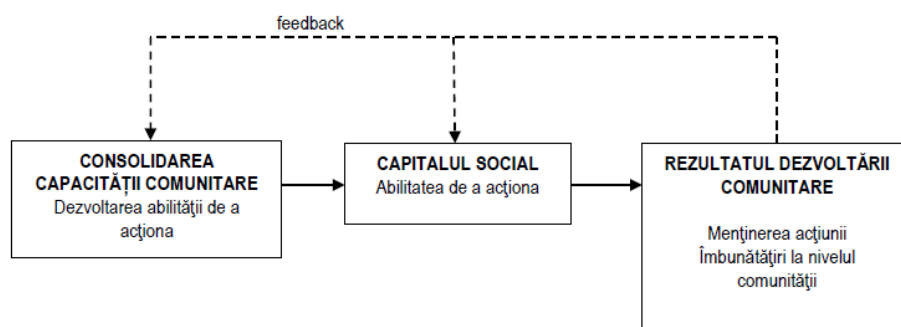 feedback
CONSOLIDAREA
CAPACITĂȚII COMUNITARE
Dezvoltarea abilităţii de a
acţiona
CAPITALUL SOCIAL
Abilitatea de a acţiona
REZULTATUL DEZVOLTĂRII
COMUNITARE
Menţinerea acţiunii
Îmbunătăţiri la nivelul
comunităţii